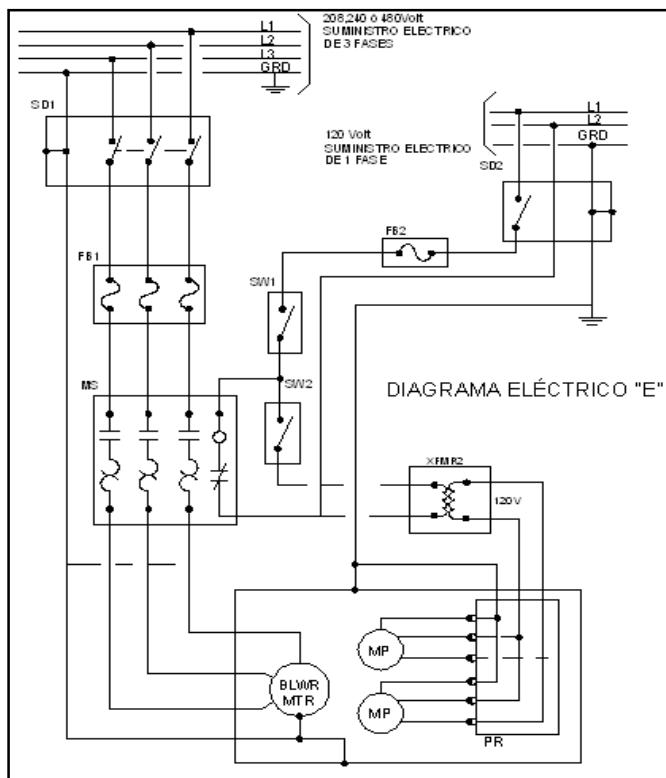 208,240 ó 480Volt
SUMINISTRO ELECTRICO
DE 3 FASES
L1
L2
L3
GRD
SD1
120 Volt
SUMINISTRO ELECTRICO
DE 1 FASE
L1
L2
GRD
SD2
FB2
FB1
SW1
MS
SW2
DIAGRAMA ELÉCTRICO "E"
XFMR2
120V
MP
BLWR
MTR
MP
PR